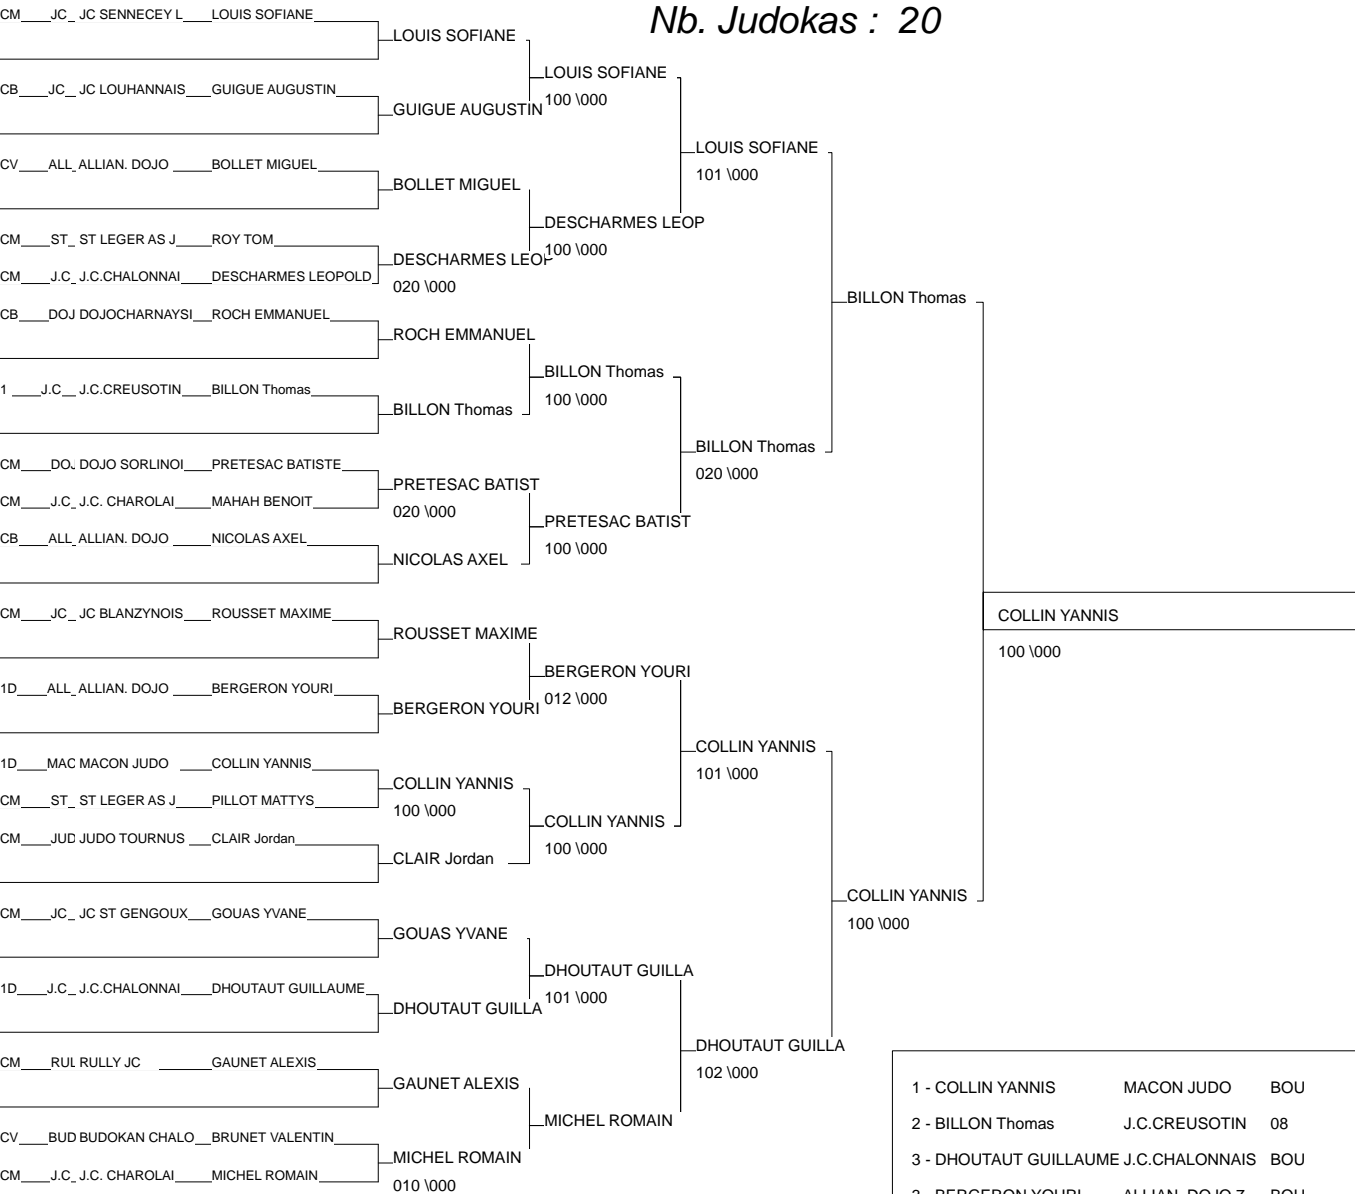 Nb. Judokas : 20
CM JC JC SENNECEY L LOUIS SOFIANE
LOUIS SOFIANE
LOUIS SOFIANE
100 \000
CB JC JC LOUHANNAIS GUIGUE AUGUSTIN
GUIGUE AUGUSTIN
LOUIS SOFIANE
101 \000
CV ALL ALLIAN. DOJO BOLLET MIGUEL
BOLLET MIGUEL
DESCHARMES LEOP
100 \000
CM ST ST LEGER AS J ROY TOM
DESCHARMES LEOP
020 \000
CM J.C J.C.CHALONNAI DESCHARMES LEOPOLD
BILLON Thomas
CB DOJ DOJOCHARNAYSI ROCH EMMANUEL
ROCH EMMANUEL
BILLON Thomas
100 \000
1 J.C J.C.CREUSOTIN BILLON Thomas
BILLON Thomas
BILLON Thomas
020 \000
CM DOJ DOJO SORLINOI PRETESAC BATISTE
PRETESAC BATIST
020 \000
CM J.C J.C. CHAROLAI MAHAH BENOIT
PRETESAC BATIST
100 \000
CB ALL ALLIAN. DOJO NICOLAS AXEL
NICOLAS AXEL
COLLIN YANNIS
100 \000
CM JC JC BLANZYNOIS ROUSSET MAXIME
ROUSSET MAXIME
BERGERON YOURI
012 \000
1D ALL ALLIAN. DOJO BERGERON YOURI
BERGERON YOURI
COLLIN YANNIS
101 \000
1D MAC MACON JUDO COLLIN YANNIS
COLLIN YANNIS
100 \000
CM ST ST LEGER AS J PILLOT MATTYS
COLLIN YANNIS
100 \000
CM JUD JUDO TOURNUS CLAIR Jordan
CLAIR Jordan
COLLIN YANNIS
100 \000
CM JC JC ST GENGOUX GOUAS YVANE
GOUAS YVANE
DHOUTAUT GUILLA
101 \000
1D J.C J.C.CHALONNAI DHOUTAUT GUILLAUME
DHOUTAUT GUILLA
DHOUTAUT GUILLA
102 \000
CM RUL RULLY JC GAUNET ALEXIS
GAUNET ALEXIS
MICHEL ROMAIN
CV BUD BUDOKAN CHALO BRUNET VALENTIN
MICHEL ROMAIN
010 \000
CM J.C J.C. CHAROLAI MICHEL ROMAIN
1 - COLLIN YANNIS MACON JUDO BOU
2 - BILLON Thomas J.C.CREUSOTIN 08
3 - DHOUTAUT GUILLAUME J.C.CHALONNAIS BOU
3 - BERGERON YOURI ALLIAN. DOJO 7 BOU